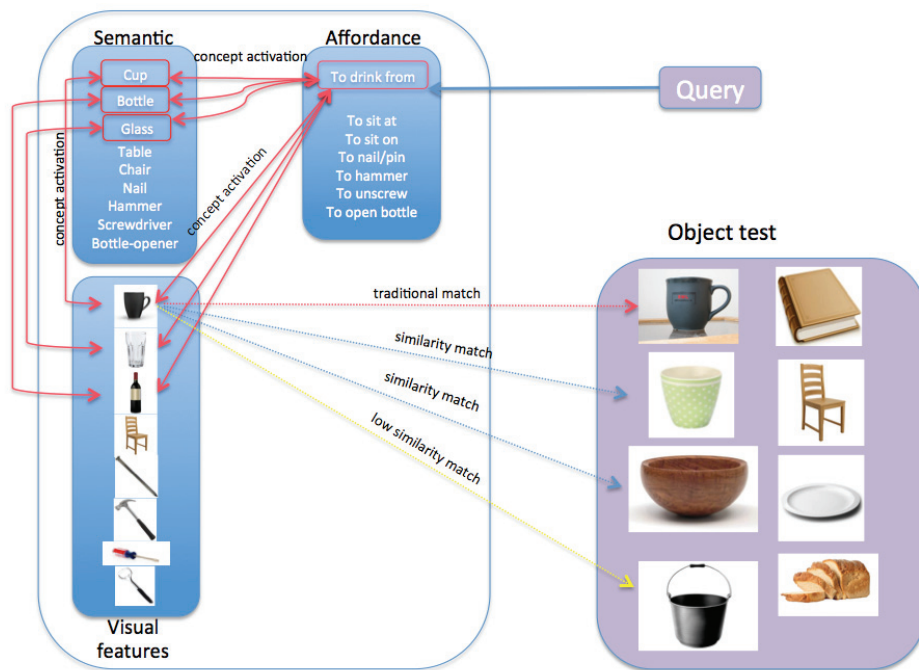 Semantic
Cup
Bottle
Glass
Table
Chair
Nail
Hammer
Screwdriver
Bottle-opener
concept activation
Affordance
To drink from
To sit at
To sit on
To nail/pin
To hammer
To unscrew
To open bottle
Query
concept activation
concept activation
Object test
traditional match
similarity match
similarity match
low similarity match
Visual
features